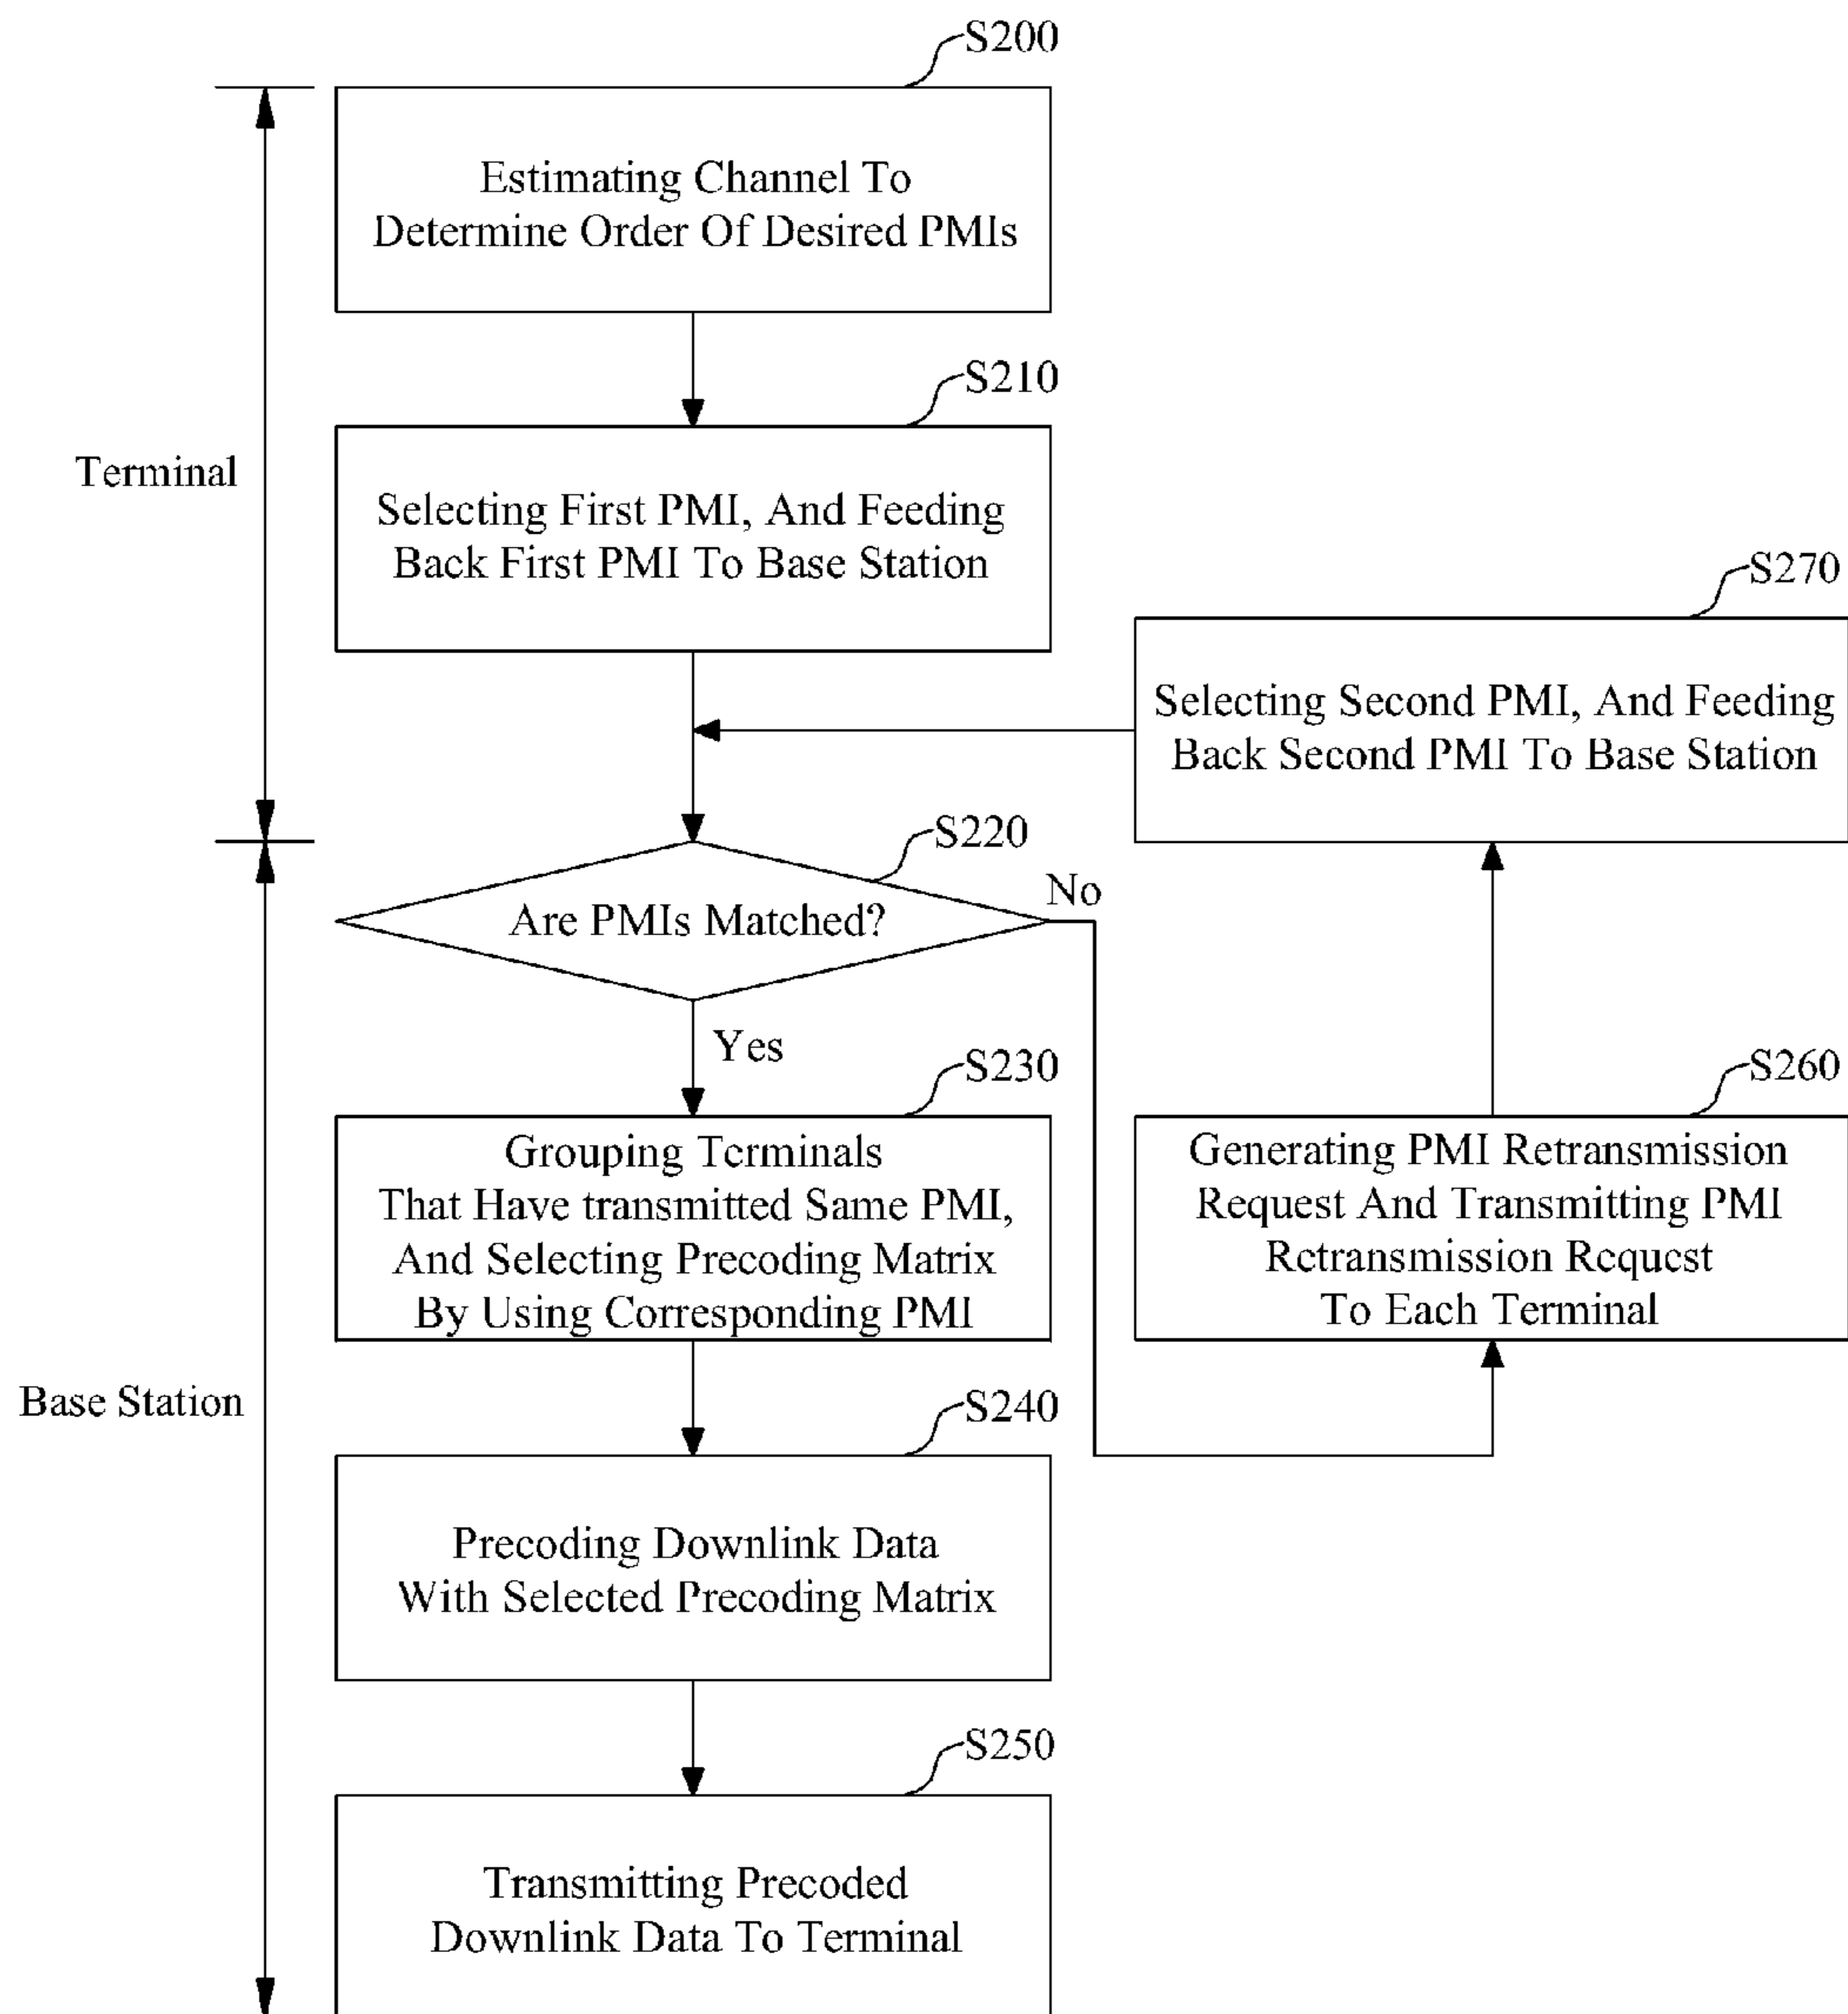 S200
Estimating Channel To
Determine Order Of Desired PMIs
S210
Terminal
Selecting First PMI, And Feeding
Back First PMI To Base Station
S270
Selecting Second PMI, And Feeding
Back Second PMI To Base Station
S220
No
Are PMIs Matched?
Yes
S230
Grouping Terminals
That Have transmitted Same PMI,
And Selecting Precoding Matrix
By Using Corresponding PMI
S260
Generating PMI Retransmission
Request And Transmitting PMI
Retransmission Request
To Each Terminal
Base Station
S240
Precoding Downlink Data
With Selected Precoding Matrix
S250
Transmitting Precoded
Downlink Data To Terminal